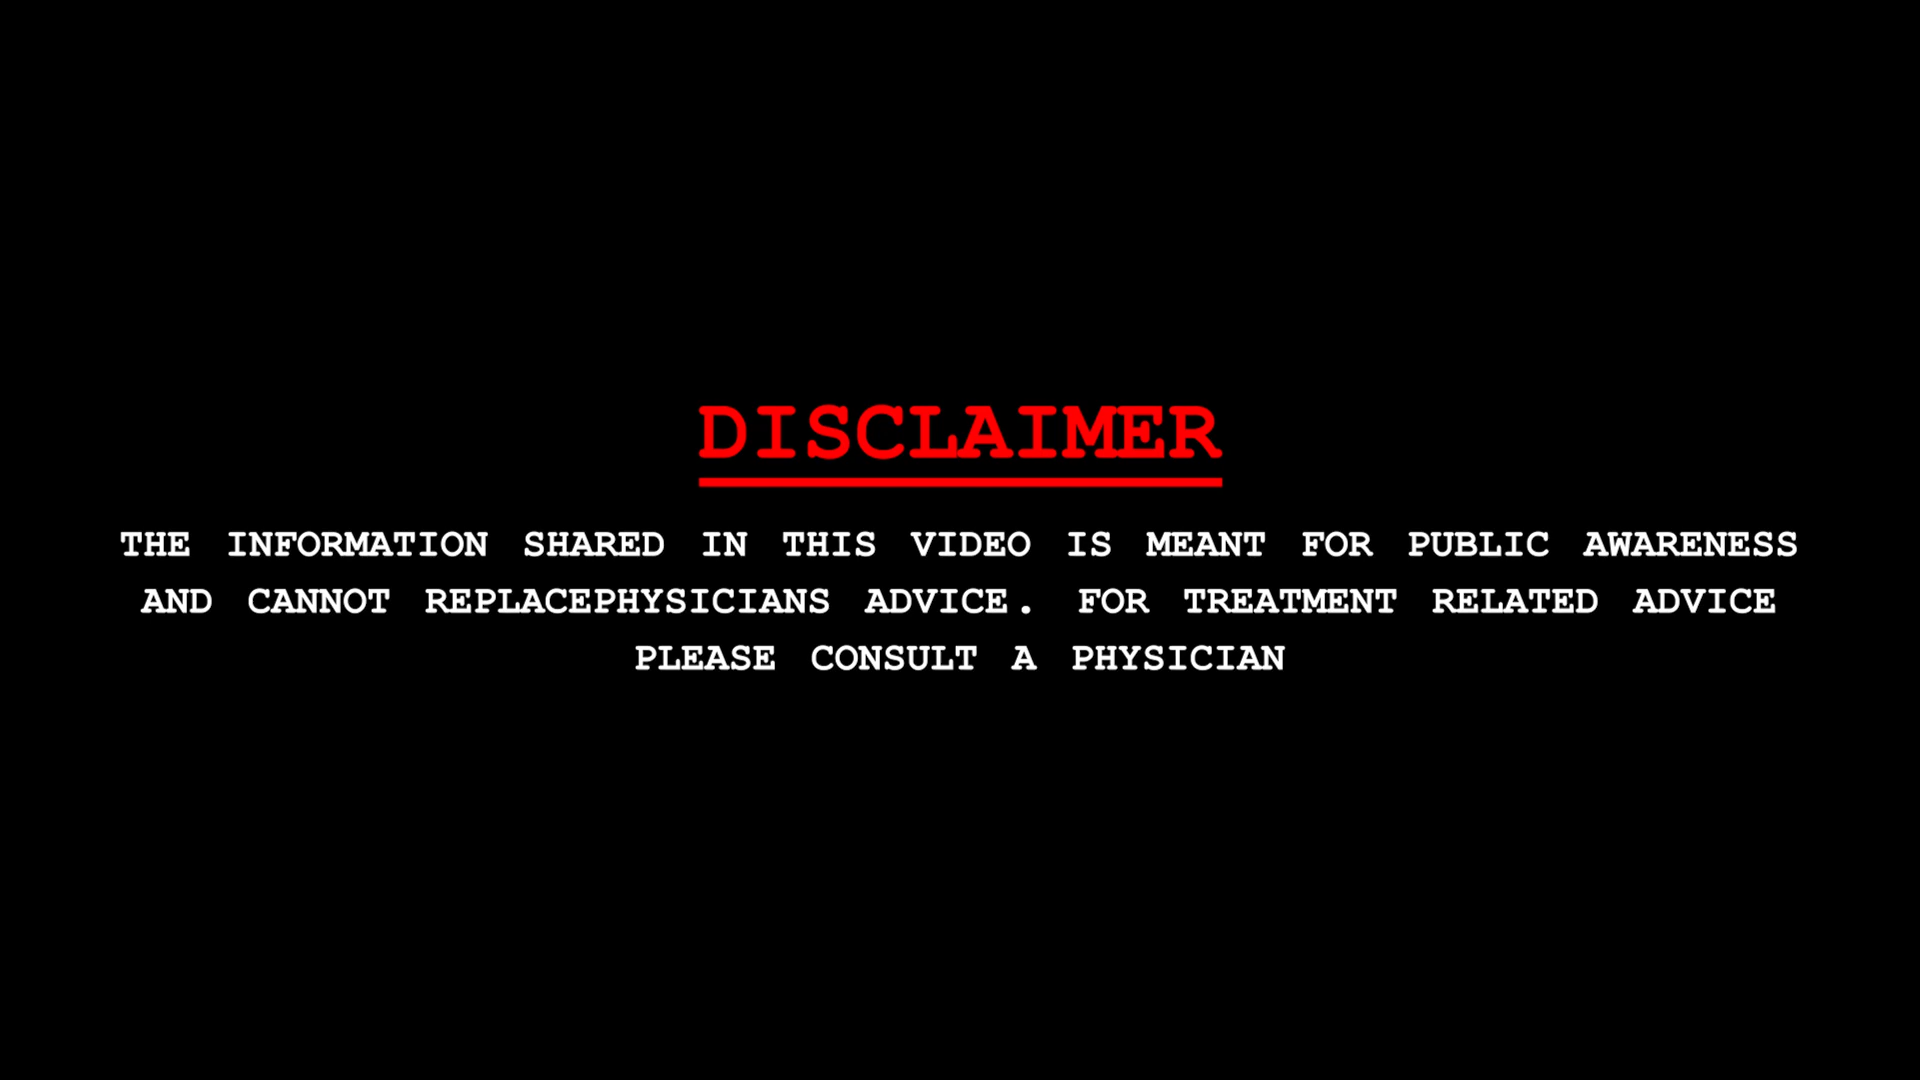 DISCLAIMER
THE INFORMATION SHARED IN THIS VIDEO IS MEANT FOR PUBLIC AWARENESS
AND CANNOT REPLACEPHYSICIANS ADVICE. FOR TREATMENT RELATED ADVICE
PLEASE CONSULT A PHYSICIAN